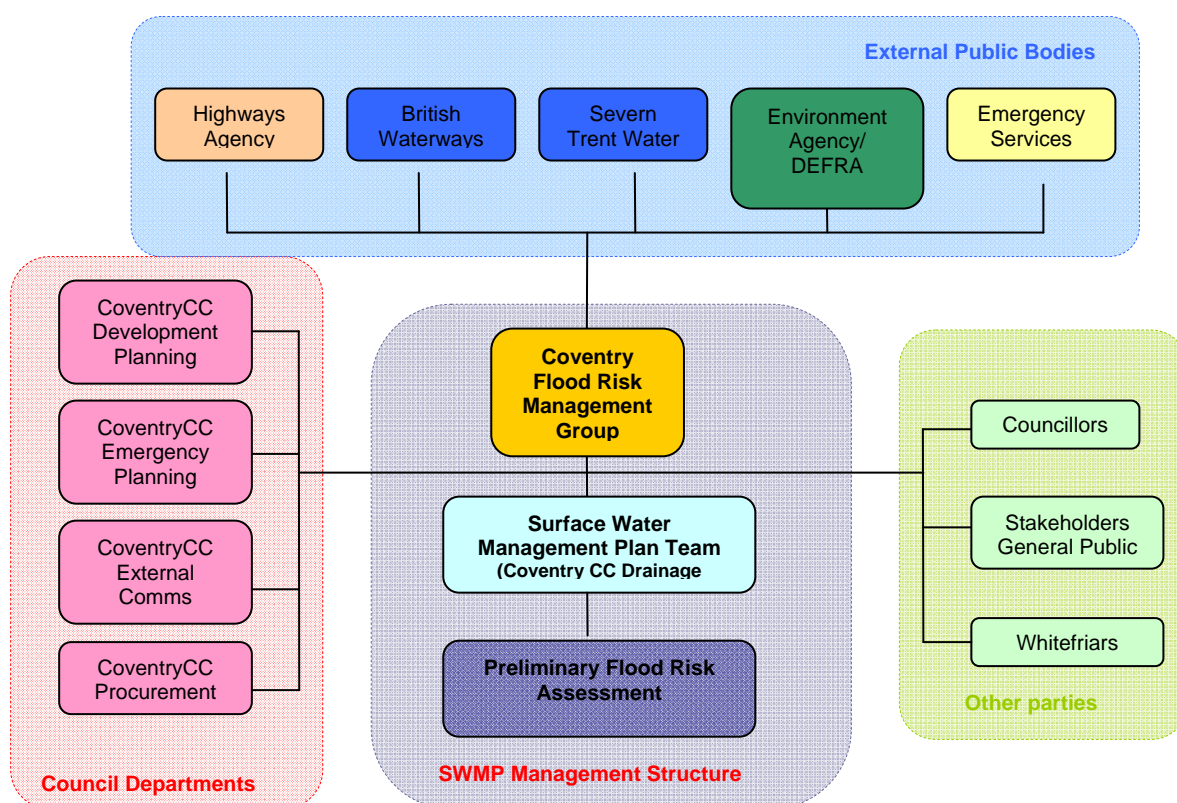 External Public Bodies
Highways
Agency
British
Waterways
Severn
Trent Water
Environment
Agency/
DEFRA
Emergency
Services
CoventryCC
Development
Planning
CoventryCC
Emergency
Planning
CoventryCC
External
Comms
CoventryCC
Procurement
Council Departments
Coventry
Flood Risk
Management
Group
Surface Water
Management Plan Team
(Coventry CC Drainage
Preliminary Flood Risk
Assessment
SWMP Management Structure
Councillors
Stakeholders
General Public
Whitefriars
Other parties